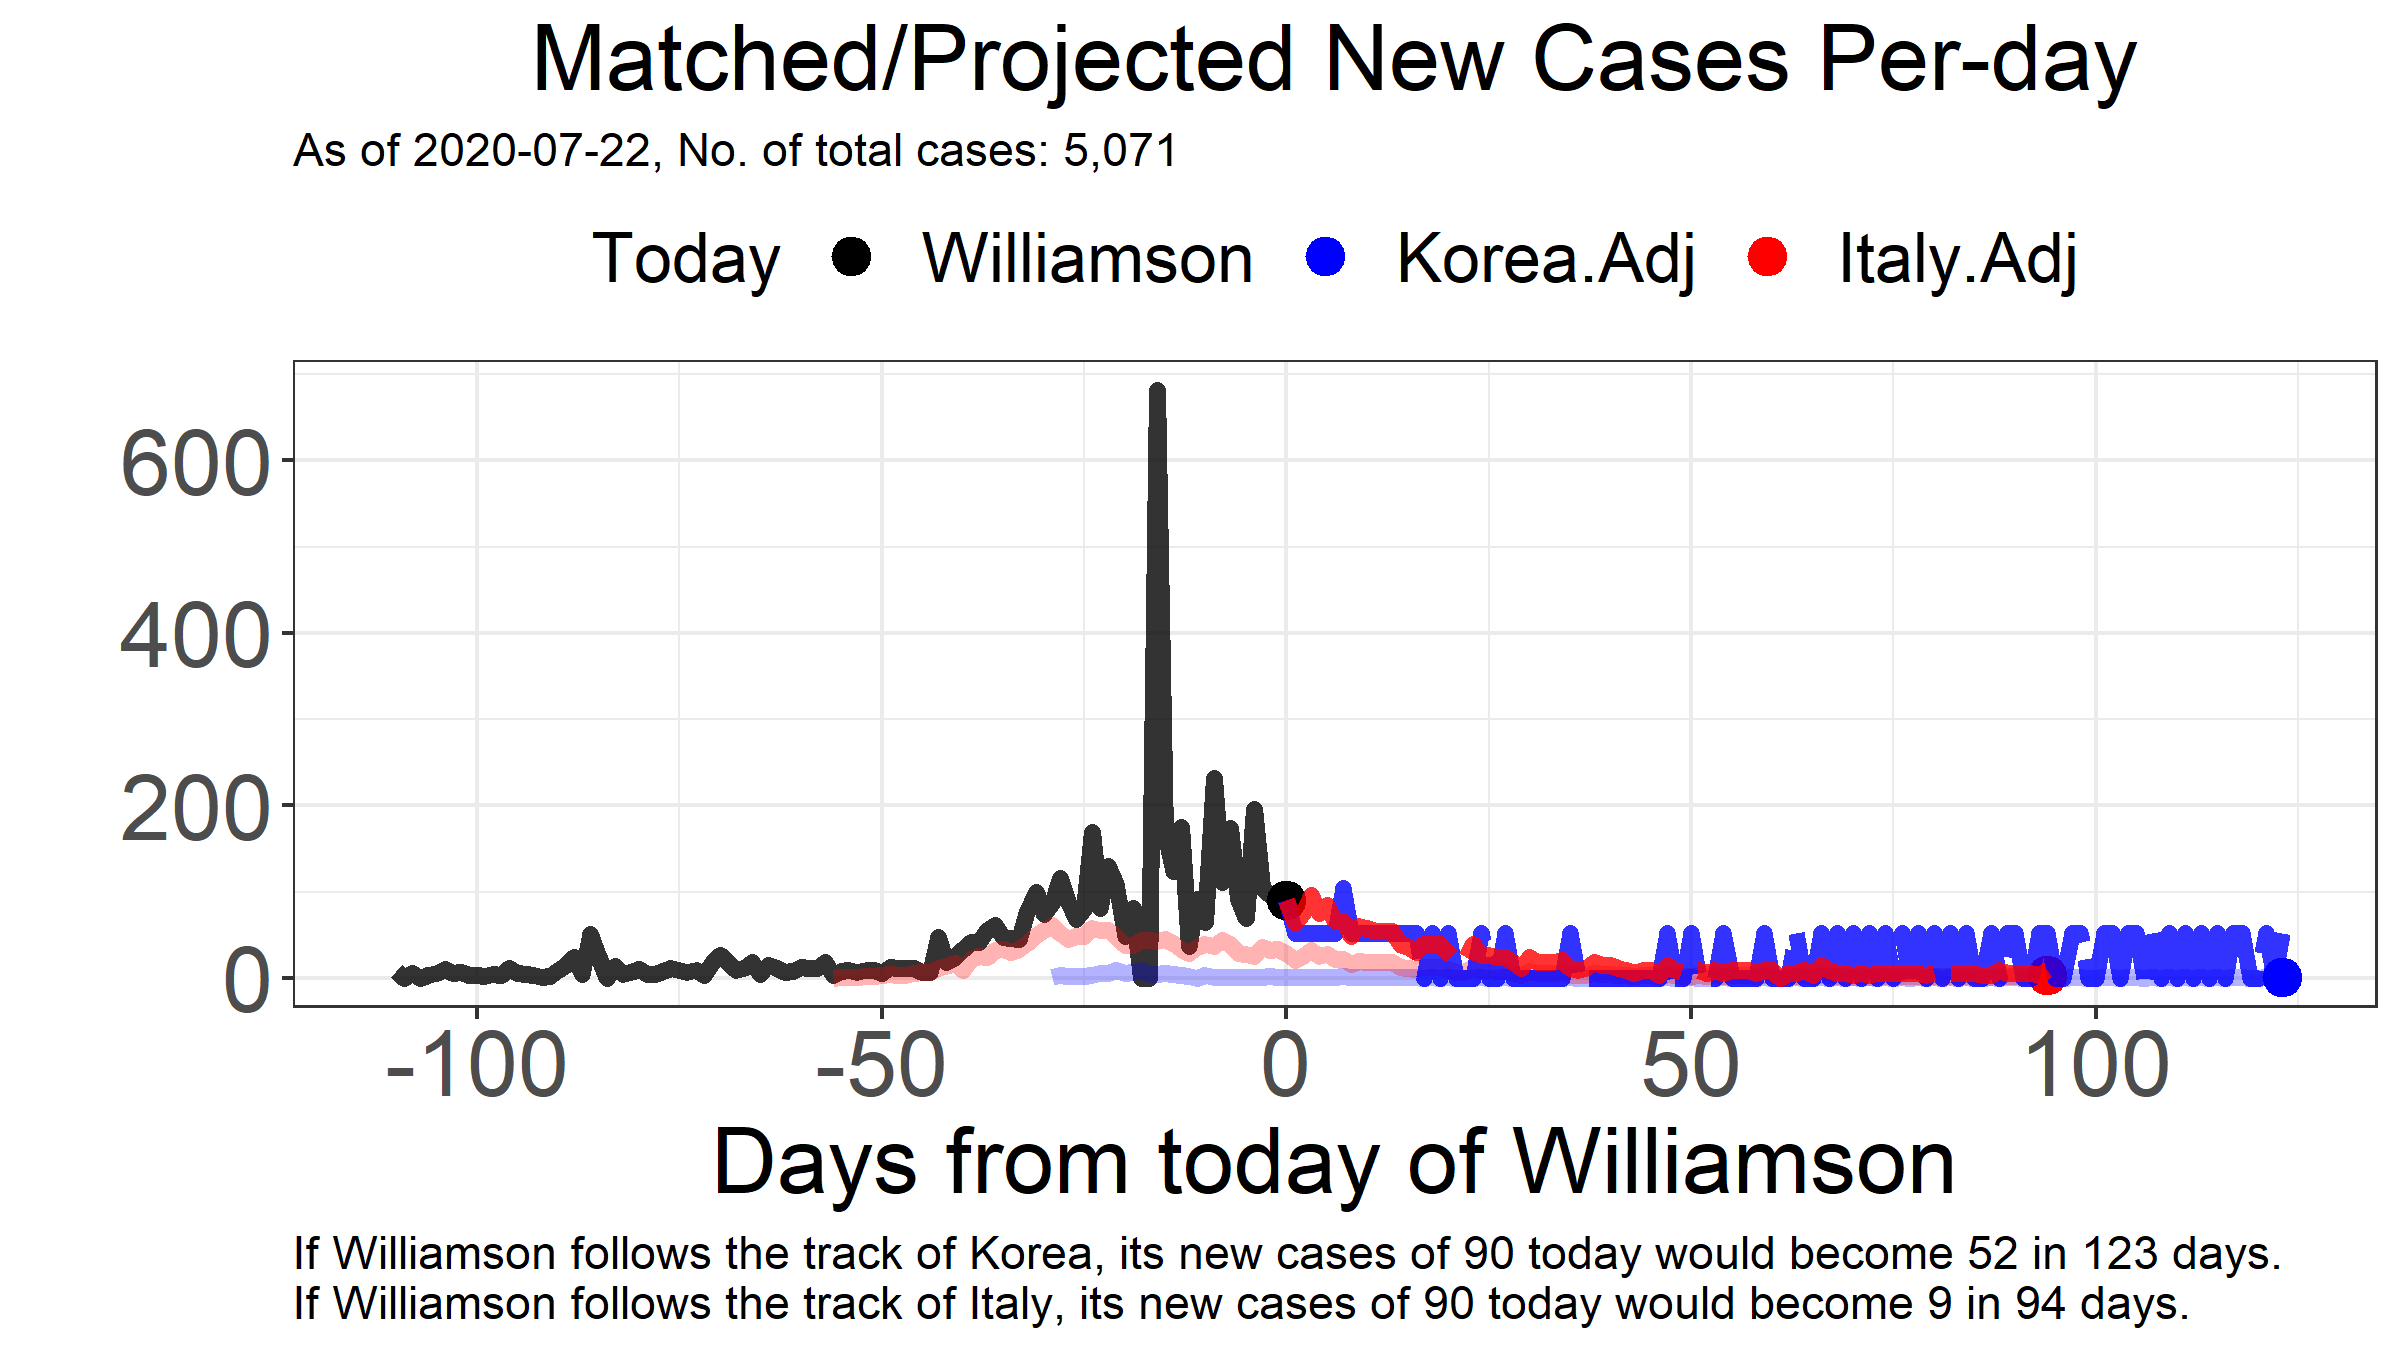 Matched/Projected New Cases Per-day
As of 2020-07-22, No. of total cases: 5,071
Today Williamson Korea.Adj Italy.Adj
600
400
200
0
-100 -50 0 50 100
Days from today of Williamson
If Williamson follows the track of Korea, its new cases of 90 today would become 52 in 123 days.
If Williamson follows the track of Italy, its new cases of 90 today would become 9 in 94 days.